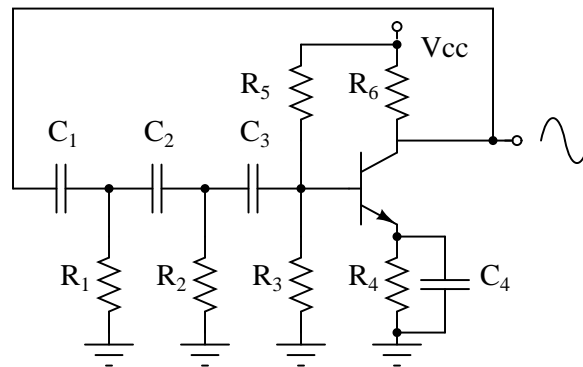 Vcc
R₅
R₆
C₁
C₂
C₃
R₁
R₂
R₃
R₄
C₄